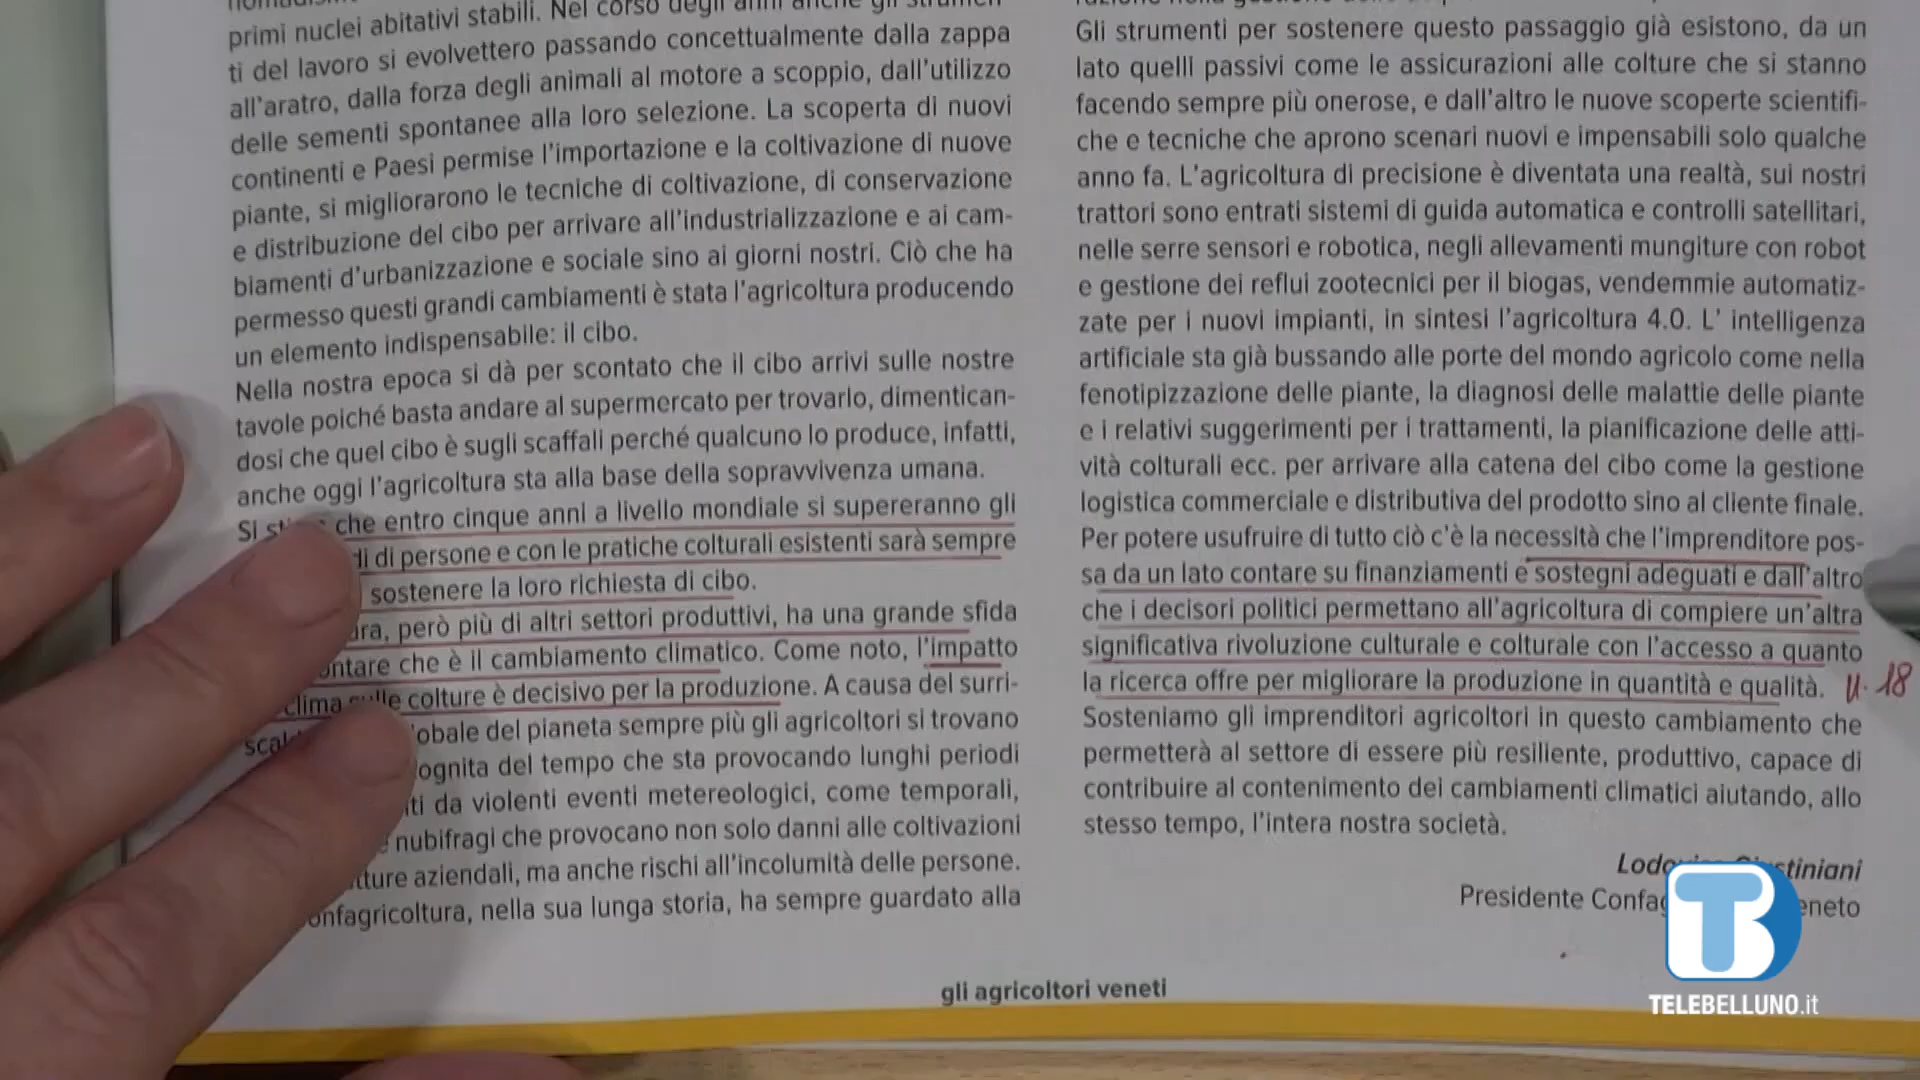 primi nuclei abitativi stabili. Nel corso degli anni anche gli strumen-
ti del lavoro si evolvettero passando concettualmente dalla zappa
all'aratro, dalla forza degli animali al motore a scoppio, dall'utilizzo
delle sementi spontanee alla loro selezione. La scoperta di nuovi
continenti e Paesi permise l'importazione e la coltivazione di nuove
piante, si migliorarono le tecniche di coltivazione, di conservazione
e distribuzione del cibo per arrivare all'industrializzazione e ai cam-
biamenti d'urbanizzazione e sociale sino ai giorni nostri. Ciò che ha
permesso questi grandi cambiamenti è stata l'agricoltura producendo
un elemento indispensabile: il cibo.
Nella nostra epoca si dà per scontato che il cibo arrivi sulle nostre
tavole poiché basta andare al supermercato per trovarlo, dimentican-
dosi che quel cibo è sugli scaffali perché qualcuno lo produce, infatti,
anche oggi l'agricoltura sta alla base della sopravvivenza umana.
Si che entro cinque anni a livello mondiale si supereranno gli
di persone e con le pratiche colturali esistenti sarà sempre
sostenere la loro richiesta di cibo.
però più di altri settori produttivi, ha una grande sfida
che è il cambiamento climatico. Come noto, l'impatto
clima sulle colture è decisivo per la produzione. A causa del surri-
del pianeta sempre più gli agricoltori si trovano
del tempo che sta provocando lunghi periodi
da violenti eventi metereologici, come temporali,
nubifragi che provocano non solo danni alle coltivazioni
aziendali, ma anche rischi all'incolumità delle persone.
nella sua lunga storia, ha sempre guardato alla
Gli strumenti per sostenere questo passaggio già esistono, da un
lato quelli passivi come le assicurazioni alle colture che si stanno
facendo sempre più onerose, e dall'altro le nuove scoperte scientifi-
che e tecniche che aprono scenari nuovi e impensabili solo qualche
anno fa. L'agricoltura di precisione è diventata una realtà, sui nostri
trattori sono entrati sistemi di guida automatica e controlli satellitari,
nelle serre sensori e robotica, negli allevamenti mungiture con robot
e gestione dei reflui zootecnici per il biogas, vendemmie automatiz-
zate per i nuovi impianti, in sintesi l'agricoltura 4.0. L' intelligenza
artificiale sta già bussando alle porte del mondo agricolo come nella
fenotipizzazione delle piante, la diagnosi delle malattie delle piante
e i relativi suggerimenti per i trattamenti, la pianificazione delle atti-
vità colturali ecc. per arrivare alla catena del cibo come la gestione
logistica commerciale e distributiva del prodotto sino al cliente finale.
Per potere usufruire di tutto ciò c'è la necessità che l'imprenditore pos-
sa da un lato contare su finanziamenti e sostegni adeguati e dall'altro
che i decisori politici permettano all'agricoltura di compiere un'altra
significativa rivoluzione culturale e colturale con l'accesso a quanto
la ricerca offre per migliorare la produzione in quantità e qualità. 18
Sosteniamo gli imprenditori agricoltori in questo cambiamento che
permetterà al settore di essere più resiliente, produttivo, capace di
contribuire al contenimento dei cambiamenti climatici aiutando, allo
stesso tempo, l'intera nostra società.
Presidente
gli agricoltori veneti
TELEBELLUNO.it